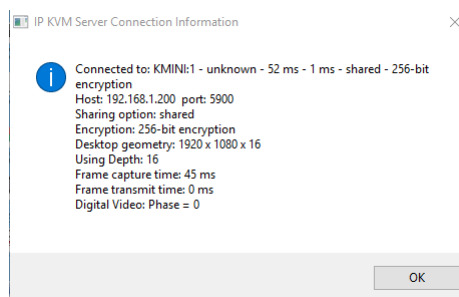 IP KVM Server Connection Information
Connected to: KMINI:1 - unknown - 52 ms - 1 ms - shared - 256-bit
encryption
Host: 192.168.1.200 port: 5900
Sharing option: shared
Encryption: 256-bit encryption
Desktop geometry: 1920 x 1080 x 16
Using Depth: 16
Frame capture time: 45 ms
Frame transmit time: 0 ms
Digital Video: Phase = 0
OK